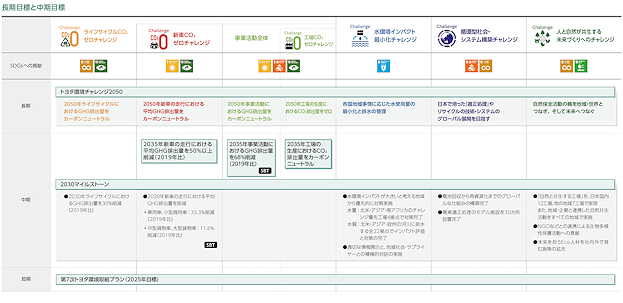 長期目標と中期目標
Challenge
ライフサイクルCO₂
ゼロチャレンジ
Challenge
新車CO₂
ゼロチャレンジ
事業活動全体
Challenge
工場CO₂
ゼロチャレンジ
Challenge
水環境インパクト
最小化チャレンジ
Challenge
循環型社会・
システム構築チャレンジ
Challenge
人と自然が共生する
未来づくりへのチャレンジ
SDGsへの貢献
トヨタ環境チャレンジ2050
長期
2050年ライフサイクルに
おけるGHG排出量を
カーボンニュートラル
2050年新車の走行における
平均GHG排出量を
カーボンニュートラル
2050年事業活動に
おけるGHG排出量を
カーボンニュートラル
2050年工場の生産に
おけるCO₂排出量をゼロ
各国地域事情に応じた水使用量の
最小化と排水の管理
日本で培った「適正処理」や
リサイクルの技術・システムの
グローバル展開を目指す
自然保全活動の輪を地域・世界と
つなぎ、そして未来へつなぐ
2035年新車の走行における
平均GHG排出量を50%以上
削減（2019年比）
2035年事業活動に
おけるGHG排出量
を68%削減
（2019年比）
SBT
2035年工場の
生産におけるCO₂
排出量をカーボン
ニュートラル
中期
2030マイルストーン
●2030年ライフサイクルにおけ
るGHG排出量を30%削減
（2019年比）
●2030年新車の走行における平均
GHG排出量を削減
・乗用車、小型商用車：33.3%削減
（2019年比）
・中型貨物車、大型貨物車：11.6%
削減（2019年比）
SBT
●水環境インパクトが大きいと考える地域
から優先的に対策実施
水量：北米・アジア・南アフリカのチャレン
ジ優先工場4拠点で対策完了
水質：北米・アジア・欧州の河川に排水
する全22拠点でインパクト評価
と対策の完了
●適切な情報開示と、地域社会・サプライ
ヤーとの積極的対話の実施
●電池回収から再資源化までのグローバ
ルな仕組みの構築完了
●廃車適正処理のモデル施設を30カ所
設置完了
●「自然と共生する工場」を、日本国内
12工場、他の地域7工場で実施
また、地域・企業と連携した自然共生
活動をすべての地域で実施
●NGOなどとの連携による生物多様
性保護活動への貢献
●未来を担うEco人材を社内外で育
む施策の拡充
短期
第7次トヨタ環境取組プラン（2025年目標）